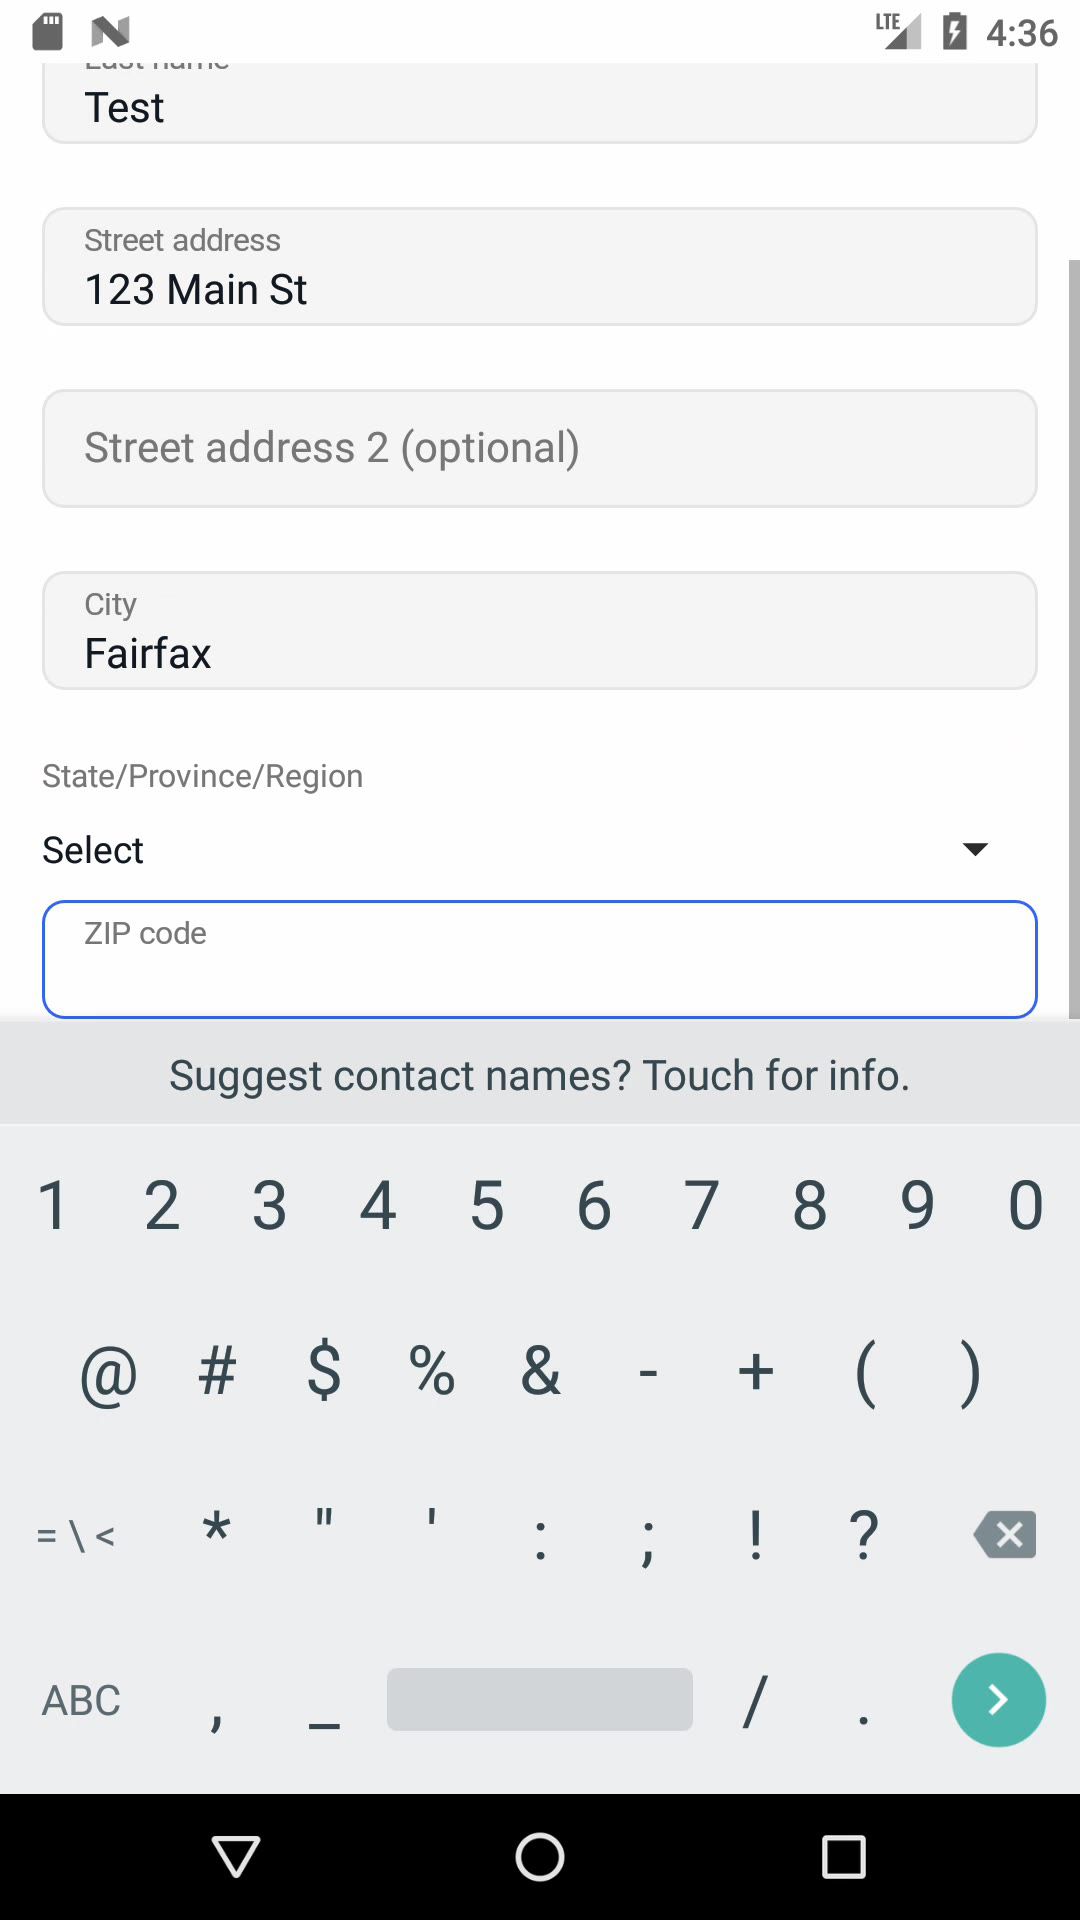 LTE 4:36
Last name
Test
Street address
123 Main St
Street address 2 (optional)
City
Fairfax
State/Province/Region
Select
ZIP code
Suggest contact names? Touch for info.
1 2 3 4 5 6 7 8 9 0
@ # $ % & - + ( )
= \ < * " ' : ; ! ?
ABC , _ / .